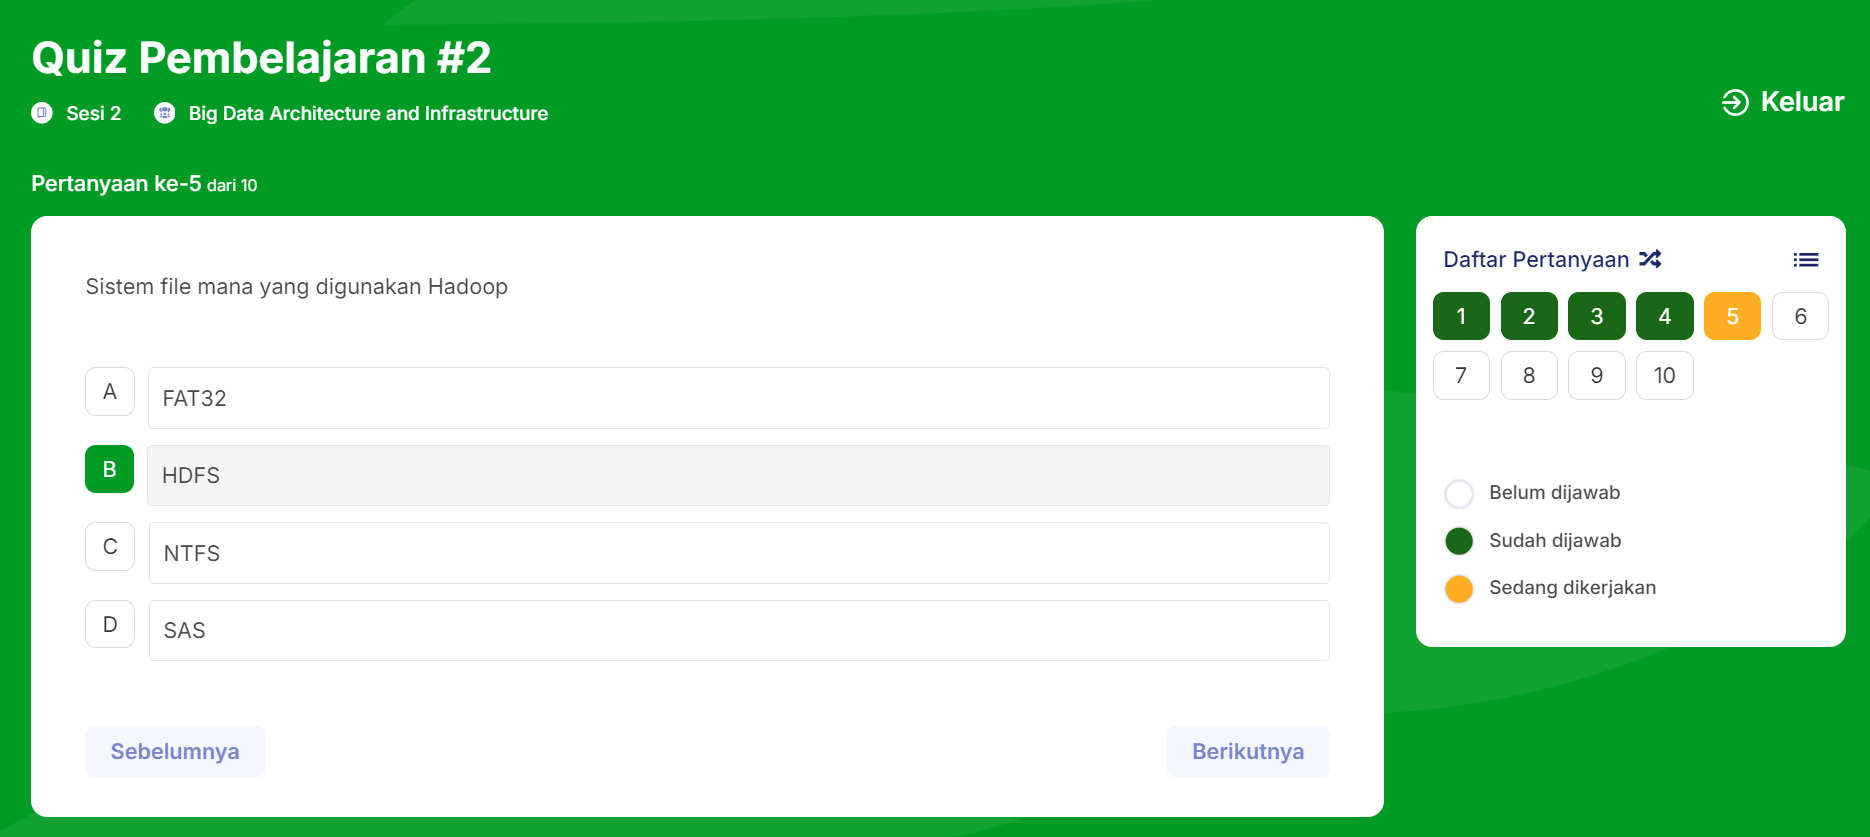 Quiz Pembelajaran #2
Sesi 2 Big Data Architecture and Infrastructure
Keluar
Pertanyaan ke-5 dari 10
Sistem file mana yang digunakan Hadoop
A FAT32
B HDFS
C NTFS
D SAS
Sebelumnya Berikutnya
Daftar Pertanyaan
1 2 3 4 5 6
7 8 9 10
Belum dijawab
Sudah dijawab
Sedang dikerjakan